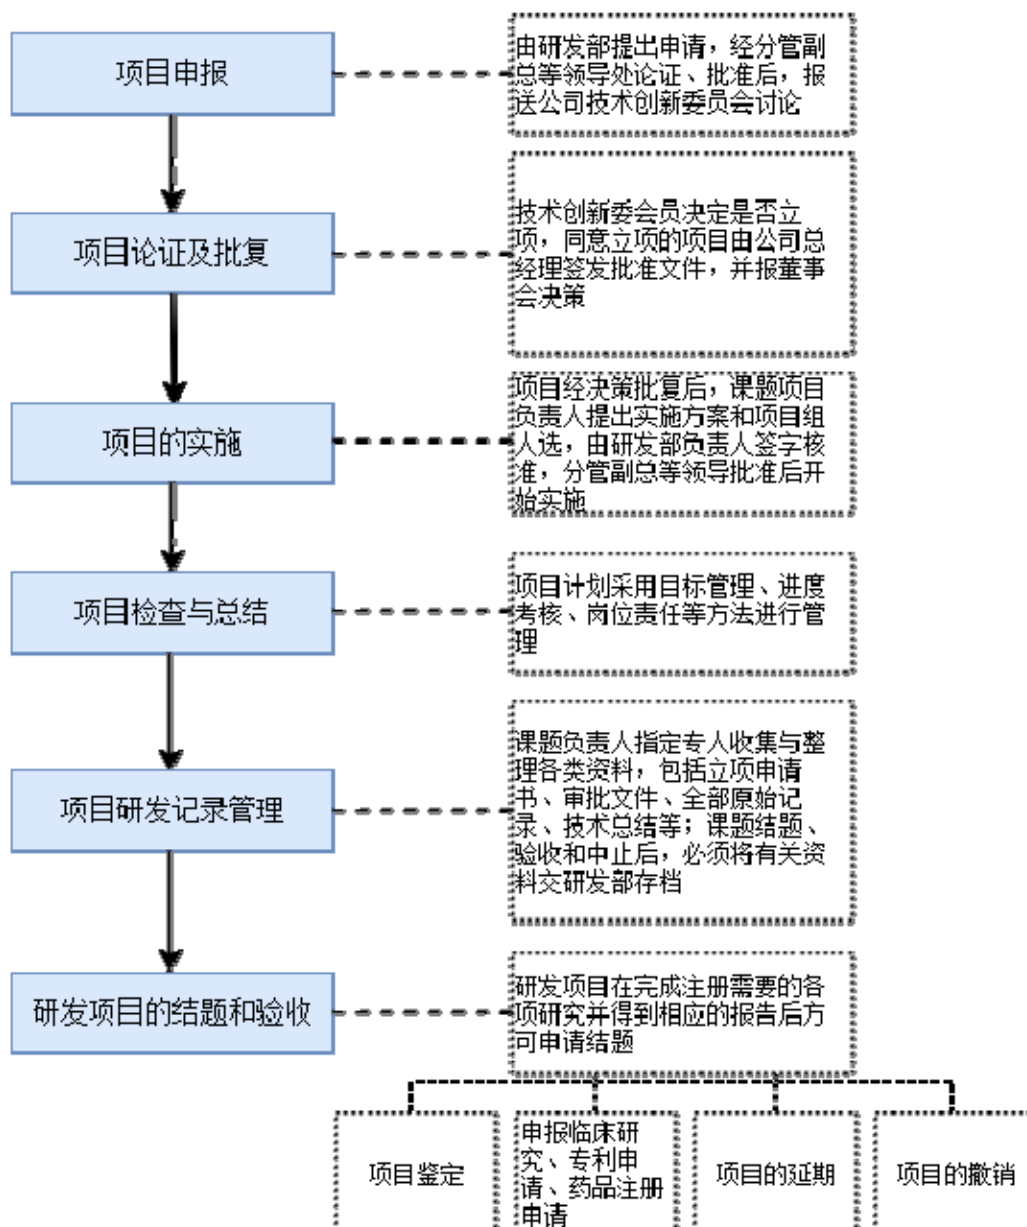 项目申报
由研发部提出申请，经分管副
总等领导处论证、批准后，报
送公司技术创新委员会讨论
项目论证及批复
技术创新委会员决定是否立
项，同意立项的项目由公司总
经理签发批准文件，并报董事
会决策
项目的实施
项目经决策批复后，课题项目
负责人提出实施方案和项目组
人选，由研发部负责人签字核
准，分管副总等领导批准后开
始实施
项目检查与总结
项目计划采用目标管理、进度
考核、岗位责任等方法进行管
理
项目研发记录管理
课题负责人指定专人收集与整
理各类资料，包括立项申请
书、审批文件、全部原始记
录、技术总结等；课题结题、
验收和中止后，必须将有关资
料交研发部存档
研发项目的结题和验收
研发项目在完成注册需要的各
项研究并得到相应的报告后方
可申请结题
项目鉴定
申报临床研
究、专利申
请、药品注册
申请
项目的延期
项目的撤销